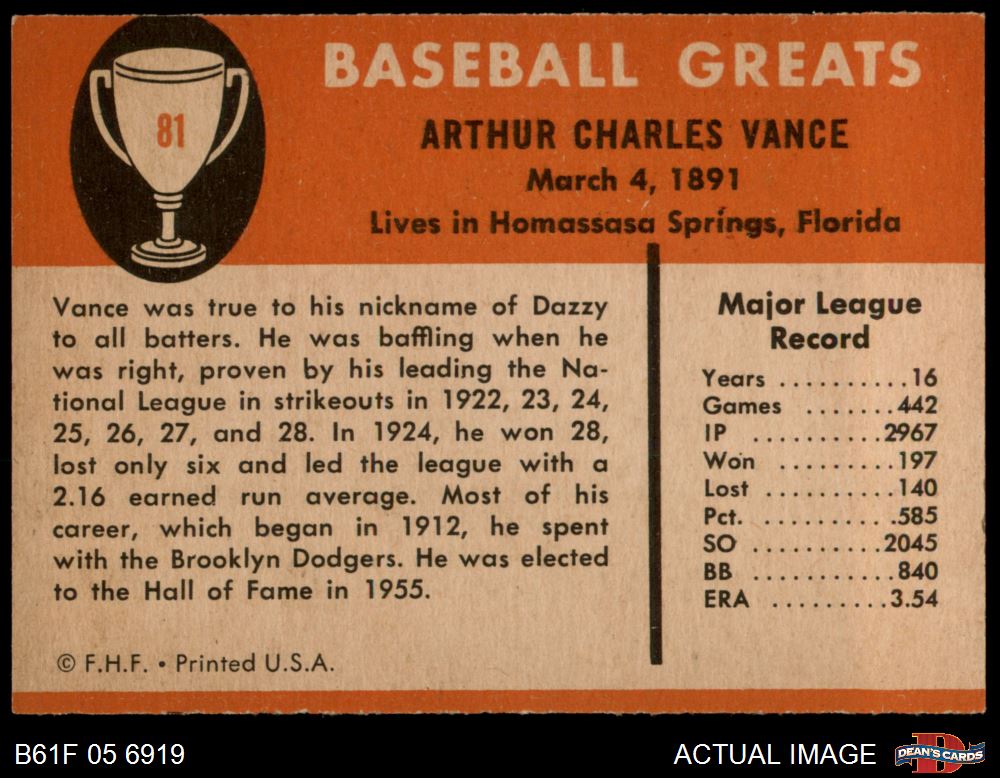 81
BASEBALL GREATS
ARTHUR CHARLES VANCE
March 4, 1891
Lives in Homassasa Springs, Florida
Vance was true to his nickname of Dazzy
to all batters. He was baffling when he
was right, proven by his leading the Na-
tional League in strikeouts in 1922, 23, 24,
25, 26, 27, and 28. In 1924, he won 28,
lost only six and led the league with a
2.16 earned run average. Most of his
career, which began in 1912, he spent
with the Brooklyn Dodgers. He was elected
to the Hall of Fame in 1955.
© F.H.F. • Printed U.S.A.
Major League
Record
Years ..........16
Games .......442
IP ..........2967
Won .........197
Lost .........140
Pct. ..........585
SO ..........2045
BB ...........840
ERA .........3.54
B61F 05 6919
ACTUAL IMAGE
D
DEAN'S CARDS